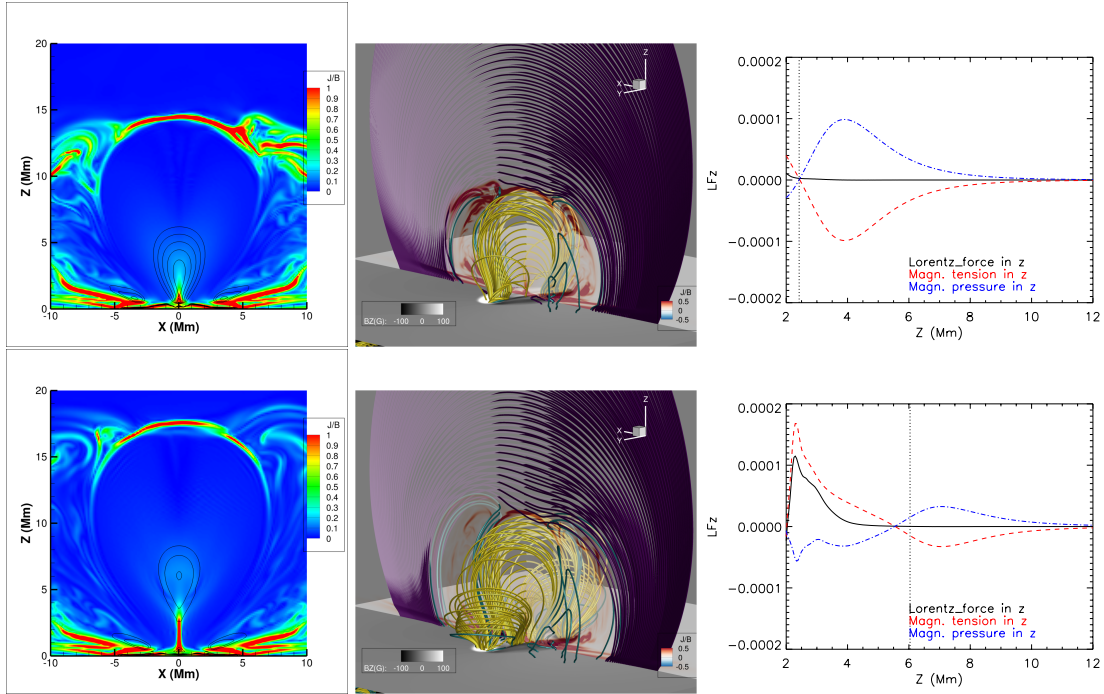 20
15
10
5
0
Z (Mm)
-10
-5
0
5
10
X (Mm)
J/B
1
0.9
0.8
0.7
0.6
0.5
0.4
0.3
0.2
0.1
0
Z
X
Y
BZ(G):
-100
0
100
J/B
0.5
0
-0.5
0.0002
0.0001
0.0000
-0.0001
-0.0002
LFz
Lorentz_force in z
Magn. tension in z
Magn. pressure in z
2
4
6
8
10
12
Z (Mm)
20
15
10
5
0
Z (Mm)
-10
-5
0
5
10
X (Mm)
J/B
1
0.9
0.8
0.7
0.6
0.5
0.4
0.3
0.2
0.1
0
Z
X
Y
BZ(G):
-100
0
100
J/B
0.5
0
-0.5
0.0002
0.0001
0.0000
-0.0001
-0.0002
LFz
Lorentz_force in z
Magn. tension in z
Magn. pressure in z
2
4
6
8
10
12
Z (Mm)